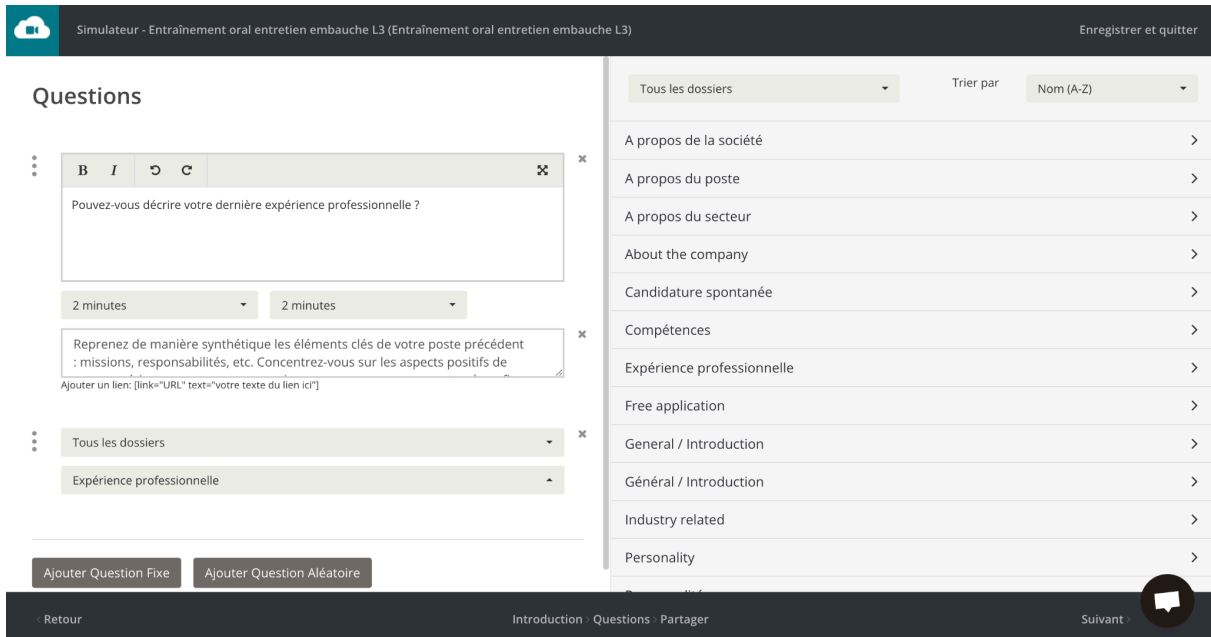 Simulateur - Entraînement oral entretien embauche L3 (Entraînement oral entretien embauche L3)
Enregistrer et quitter
Questions
B I
Pouvez-vous décrire votre dernière expérience professionnelle ?
2 minutes
2 minutes
Reprenez de manière synthétique les éléments clés de votre poste précédent
: missions, responsabilités, etc. Concentrez-vous sur les aspects positifs de
Ajouter un lien: [link="URL" text="votre texte du lien ici"]
Tous les dossiers
Expérience professionnelle
Ajouter Question Fixe
Ajouter Question Aléatoire
Tous les dossiers
Trier par
Nom (A-Z)
A propos de la société
A propos du poste
A propos du secteur
About the company
Candidature spontanée
Compétences
Expérience professionnelle
Free application
General / Introduction
Général / Introduction
Industry related
Personality
< Retour
Introduction > Questions > Partager
Suivant >